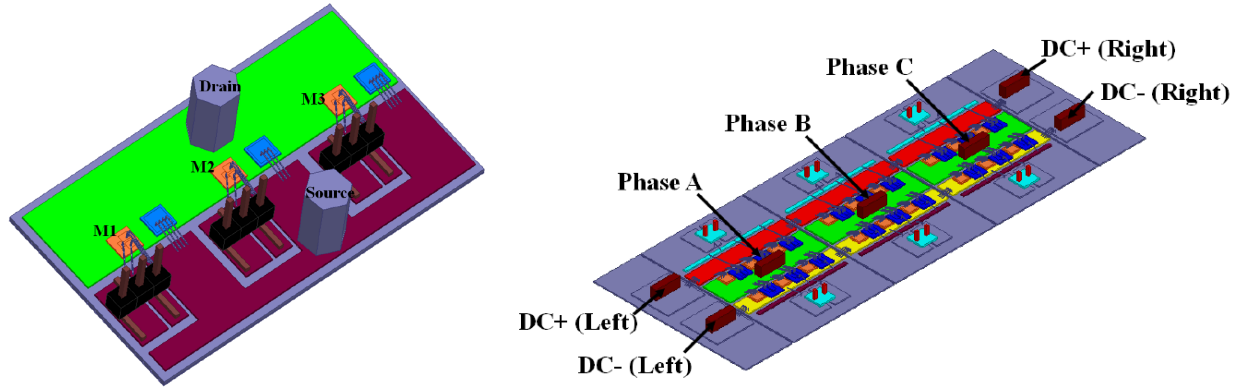 Drain
M3
M2
Source
M1
DC+ (Right)
Phase C
DC- (Right)
Phase B
Phase A
DC+ (Left)
DC- (Left)